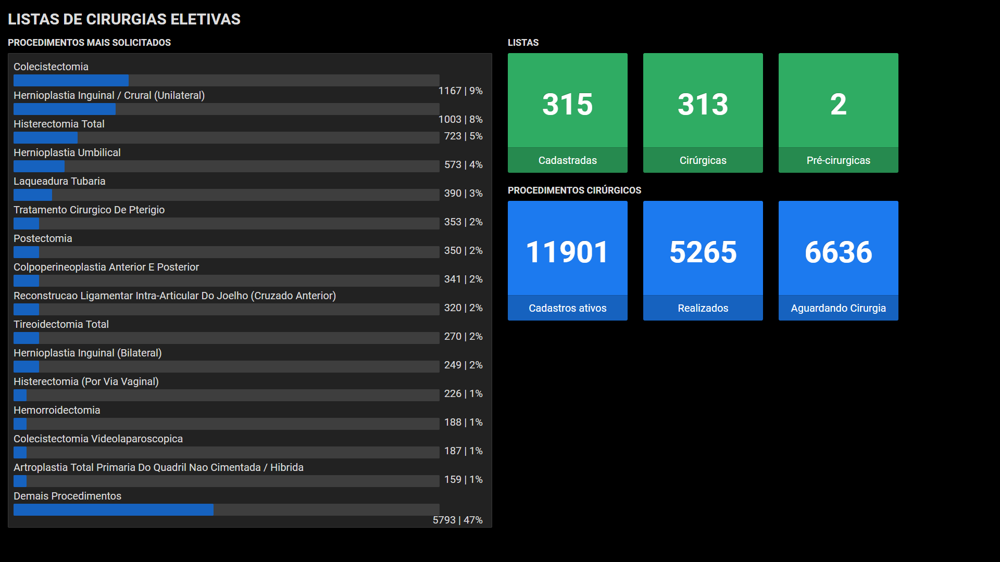 LISTAS DE CIRURGIAS ELETIVAS
PROCEDIMENTOS MAIS SOLICITADOS
Colecistectomia
1167 | 9%
Hernioplastia Inguinal / Crural (Unilateral)
1003 | 8%
Histerectomia Total
723 | 5%
Hernioplastia Umbilical
573 | 4%
Laqueadura Tubaria
390 | 3%
Tratamento Cirurgico De Pterigio
353 | 2%
Postectomia
350 | 2%
Colpoperineoplastia Anterior E Posterior
341 | 2%
Reconstrucao Ligamentar Intra-Articular Do Joelho (Cruzado Anterior)
320 | 2%
Tireoidectomia Total
270 | 2%
Hernioplastia Inguinal (Bilateral)
249 | 2%
Histerectomia (Por Via Vaginal)
226 | 1%
Hemorroidectomia
188 | 1%
Colecistectomia Videolaparoscopica
187 | 1%
Artroplastia Total Primaria Do Quadril Nao Cimentada / Hibrida
159 | 1%
Demais Procedimentos
5793 | 47%
LISTAS
315
Cadastradas
313
Cirúrgicas
2
Pré-cirurgicas
PROCEDIMENTOS CIRÚRGICOS
11901
Cadastros ativos
5265
Realizados
6636
Aguardando Cirurgia